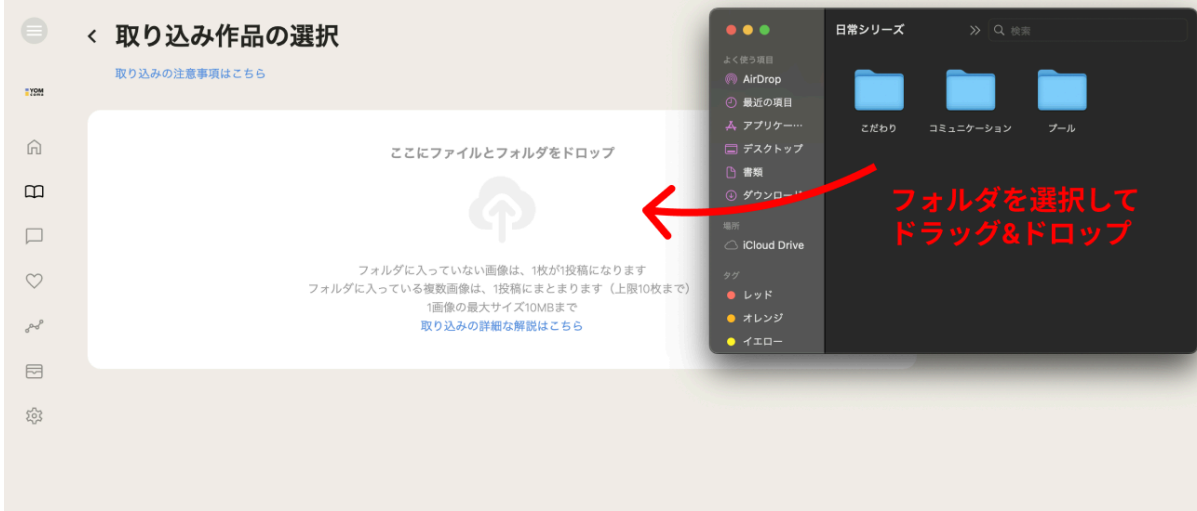 取り込み作品の選択
取り込みの注意事項はこちら
YOM
ここにファイルとフォルダをドロップ
フォルダに入っていない画像は、1枚が1投稿になります
フォルダに入っている複数画像は、1投稿にまとまります（上限10枚まで）
1画像の最大サイズ10MBまで
取り込みの詳細な解説はこちら
日常シリーズ
検索
よく使う項目
AirDrop
最近の項目
アプリケー…
デスクトップ
書類
ダウンロード
場所
iCloud Drive
タグ
レッド
オレンジ
イエロー
こだわり
コミュニケーション
プール
フォルダを選択して
ドラッグ&ドロップ